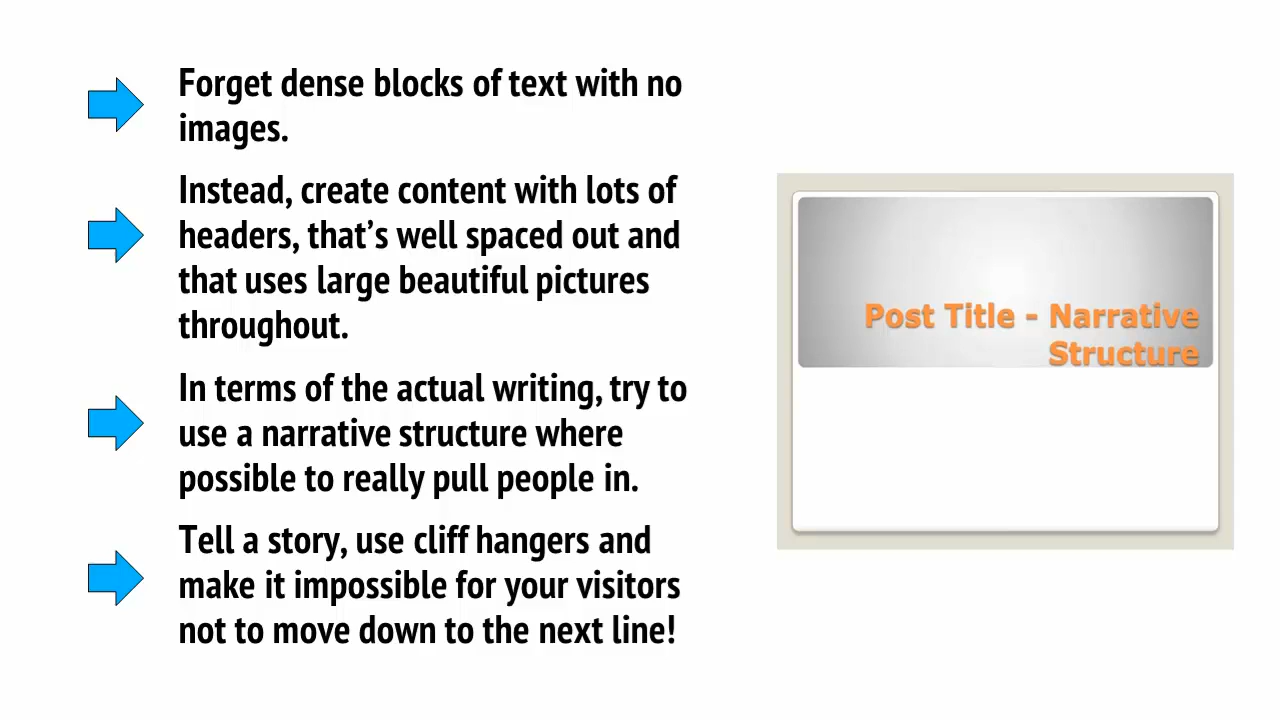 Forget dense blocks of text with no
images.
Instead, create content with lots of
headers, that’s well spaced out and
that uses large beautiful pictures
throughout.
In terms of the actual writing, try to
use a narrative structure where
possible to really pull people in.
Tell a story, use cliff hangers and
make it impossible for your visitors
not to move down to the next line!
Post Title - Narrative
Structure